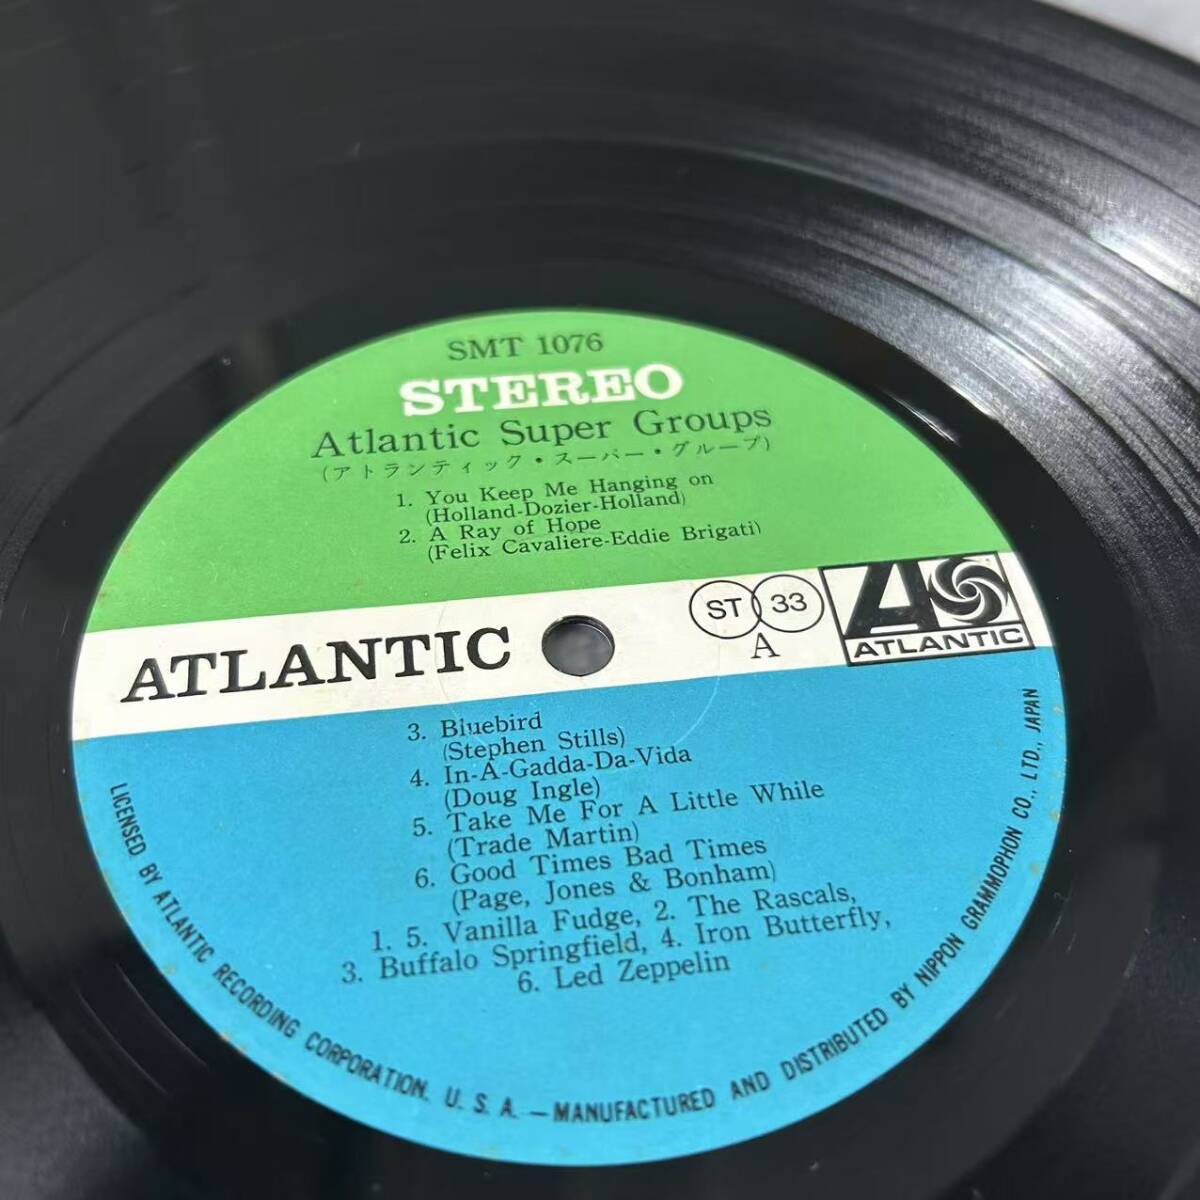 SMT 1076
STEREO
Atlantic Super Groups
(アトランティック・スーパー・グループ)
1. You Keep Me Hanging on
(Holland-Dozier-Holland)
2. A Ray of Hope
(Felix Cavaliere-Eddie Brigati)
ATLANTIC
ST 33
A
ATLANTIC
3. Bluebird
(Stephen Stills)
4. In-A-Gadda-Da-Vida
(Doug Ingle)
5. Take Me For A Little While
(Trade Martin)
6. Good Times Bad Times
(Page, Jones & Bonham)
1. 5. Vanilla Fudge, 2. The Rascals,
3. Buffalo Springfield, 4. Iron Butterfly,
6. Led Zeppelin
LICENSED BY ATLANTIC RECORDING CORPORATION. U. S. A. — MANUFACTURED AND DISTRIBUTED BY NIPPON GRAMMOPHON CO., LTD., JAPAN